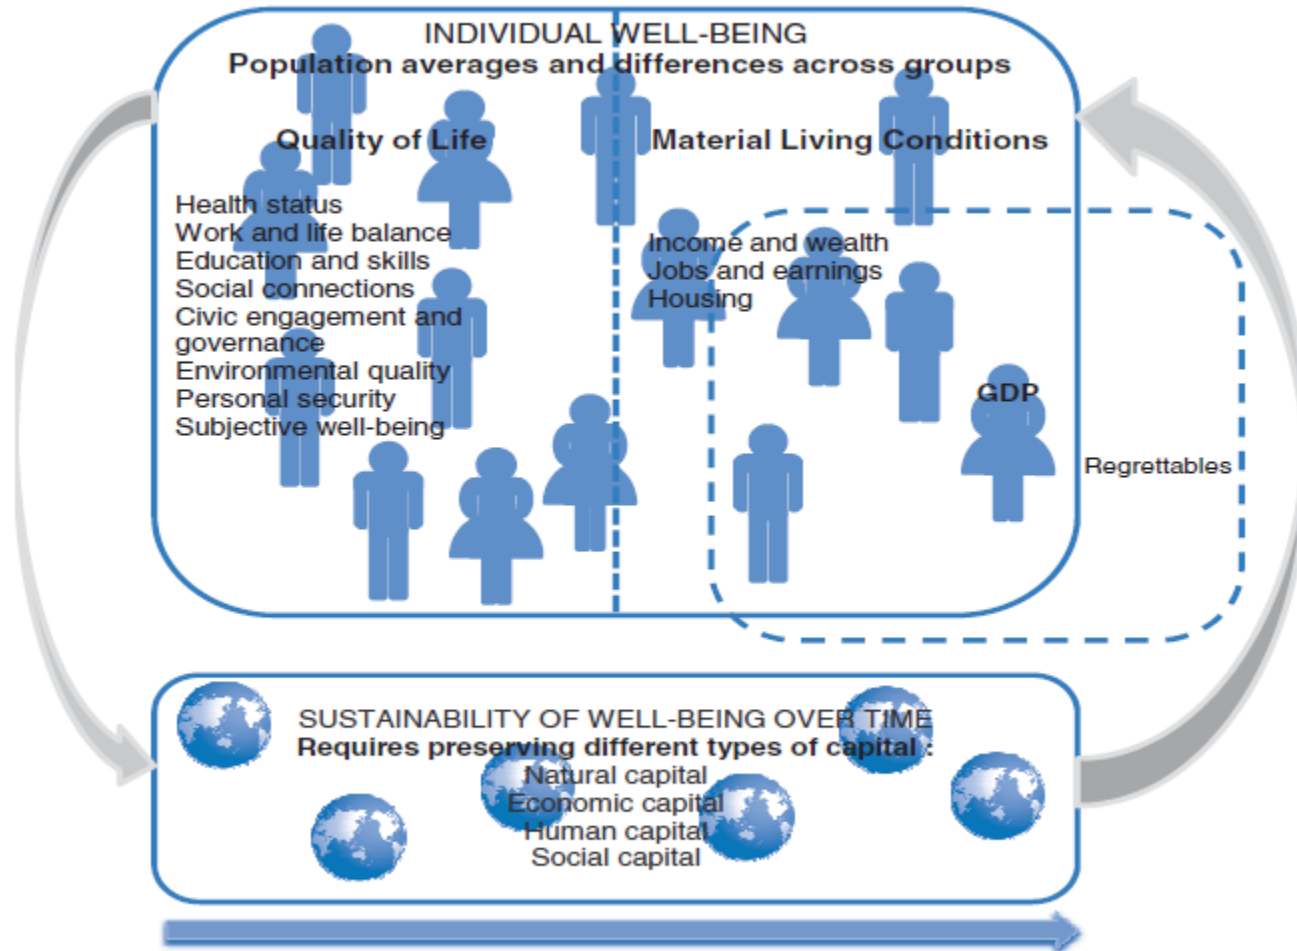 INDIVIDUAL WELL-BEING
Population averages and differences across groups
Quality of Life
Health status
Work and life balance
Education and skills
Social connections
Civic engagement and
governance
Environmental quality
Personal security
Subjective well-being
Material Living Conditions
Income and wealth
Jobs and earnings
Housing
GDP
Regrettables
SUSTAINABILITY OF WELL-BEING OVER TIME
Requires preserving different types of capital :
Natural capital
Economic capital
Human capital
Social capital